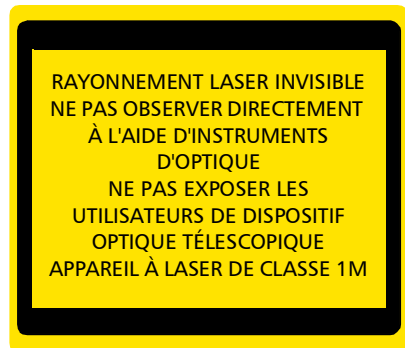 RAYONNEMENT LASER INVISIBLE
NE PAS OBSERVER DIRECTEMENT
À L'AIDE D'INSTRUMENTS
D'OPTIQUE
NE PAS EXPOSER LES
UTILISATEURS DE DISPOSITIF
OPTIQUE TÉLESCOPIQUE
APPAREIL À LASER DE CLASSE 1M